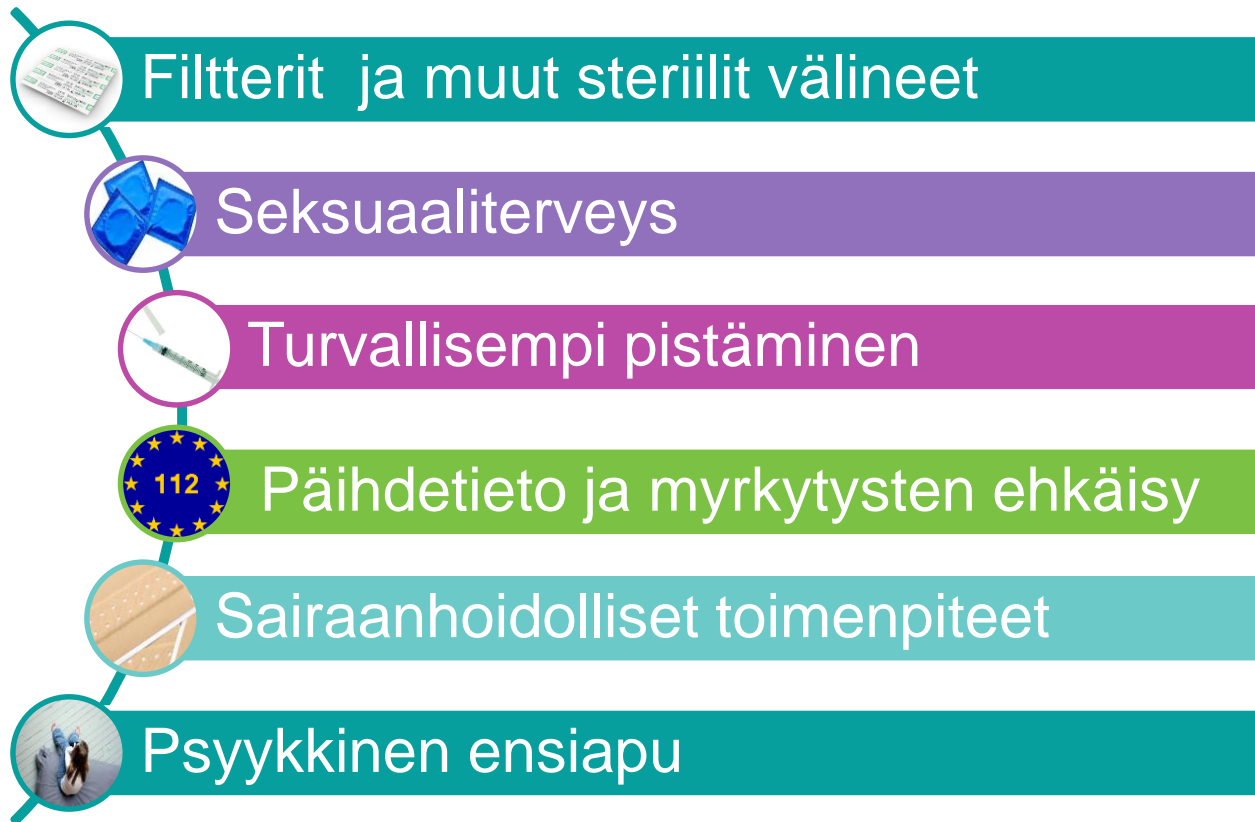 Filtterit  ja muut steriilit välineet
Seksuaaliterveys
Turvallisempi pistäminen
112
Päihdetieto ja myrkytysten ehkäisy
Sairaanhoidolliset toimenpiteet
Psyykkinen ensiapu